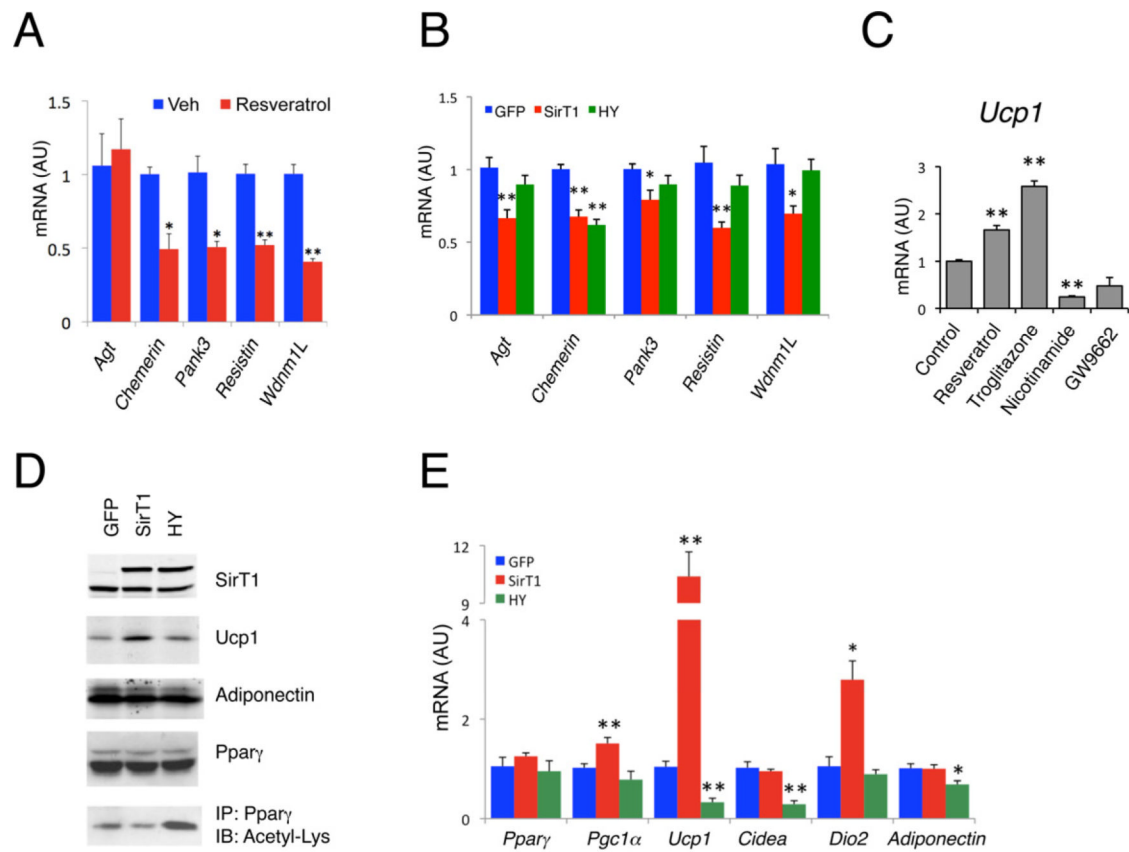 A
B
C
1.5
1
0.5
0
mRNA (AU)
Veh Resveratrol
* * ** **
Agt Chemerin Pank3 Resistin Wdnm1L
1.5
1
0.5
0
mRNA (AU)
GFP SirT1 HY
** ** ** * ** *
Agt Chemerin Pank3 Resistin Wdnm1L
Ucp1
3
2
1
0
mRNA (AU)
** ** **
Control Resveratrol Troglitazone Nicotinamide GW9662
D
GFP SirT1 HY
SirT1
Ucp1
Adiponectin
Pparγ
IP: Pparγ
IB: Acetyl-Lys
E
12
9
4
2
0
mRNA (AU)
GFP
SirT1
HY
** ** ** ** * *
Pparγ Pgc1α Ucp1 Cidea Dio2 Adiponectin